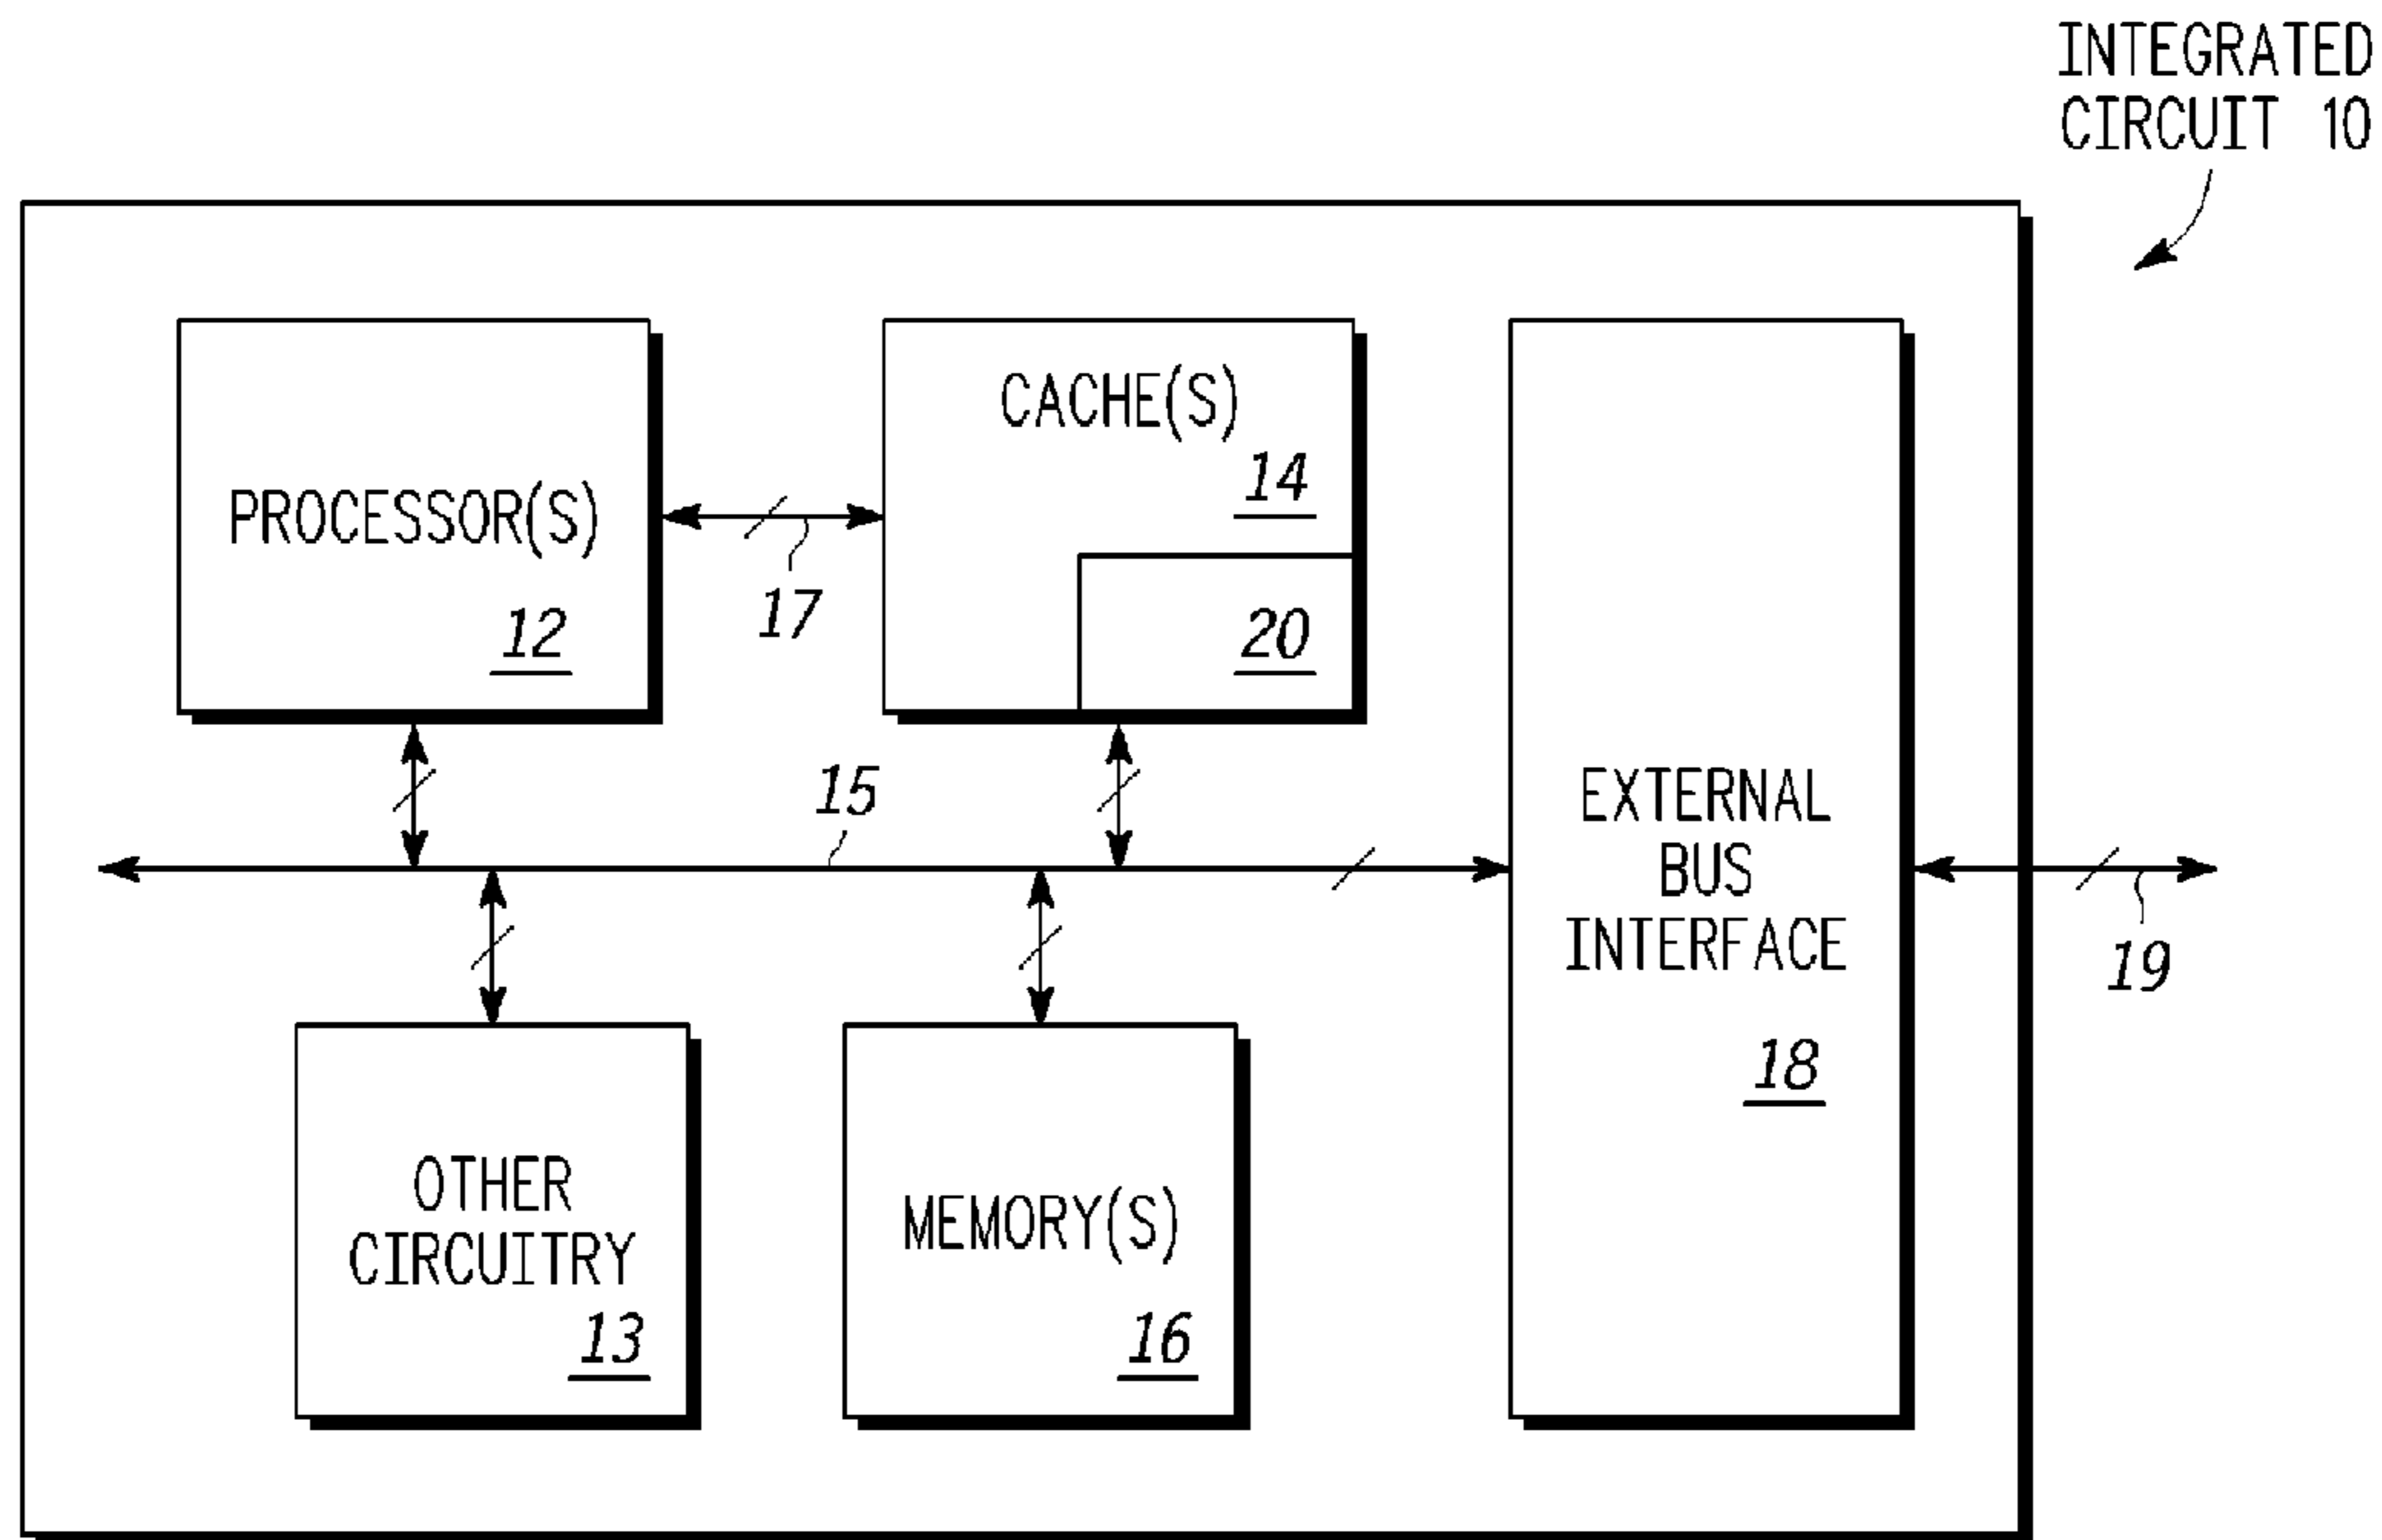 INTEGRATED
CIRCUIT 10
PROCESSOR(S)
12
17
CACHE(S)
14
20
15
EXTERNAL
BUS
INTERFACE
18
19
OTHER
CIRCUITRY
13
MEMORY(S)
16